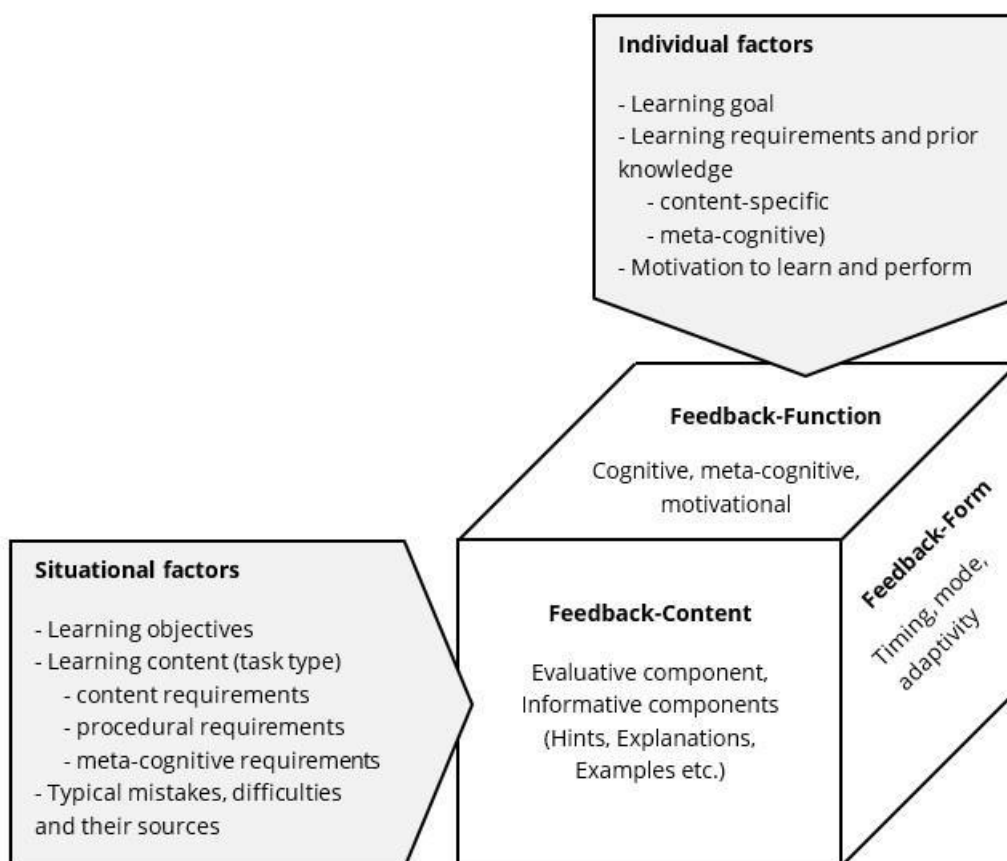 Individual factors
- Learning goal
- Learning requirements and prior
knowledge
- content-specific
- meta-cognitive)
- Motivation to learn and perform
Feedback-Function
Cognitive, meta-cognitive,
motivational
Feedback-Form
Timing, mode,
adaptivity
Situational factors
- Learning objectives
- Learning content (task type)
- content requirements
- procedural requirements
- meta-cognitive requirements
- Typical mistakes, difficulties
and their sources
Feedback-Content
Evaluative component,
Informative components
(Hints, Explanations,
Examples etc.)